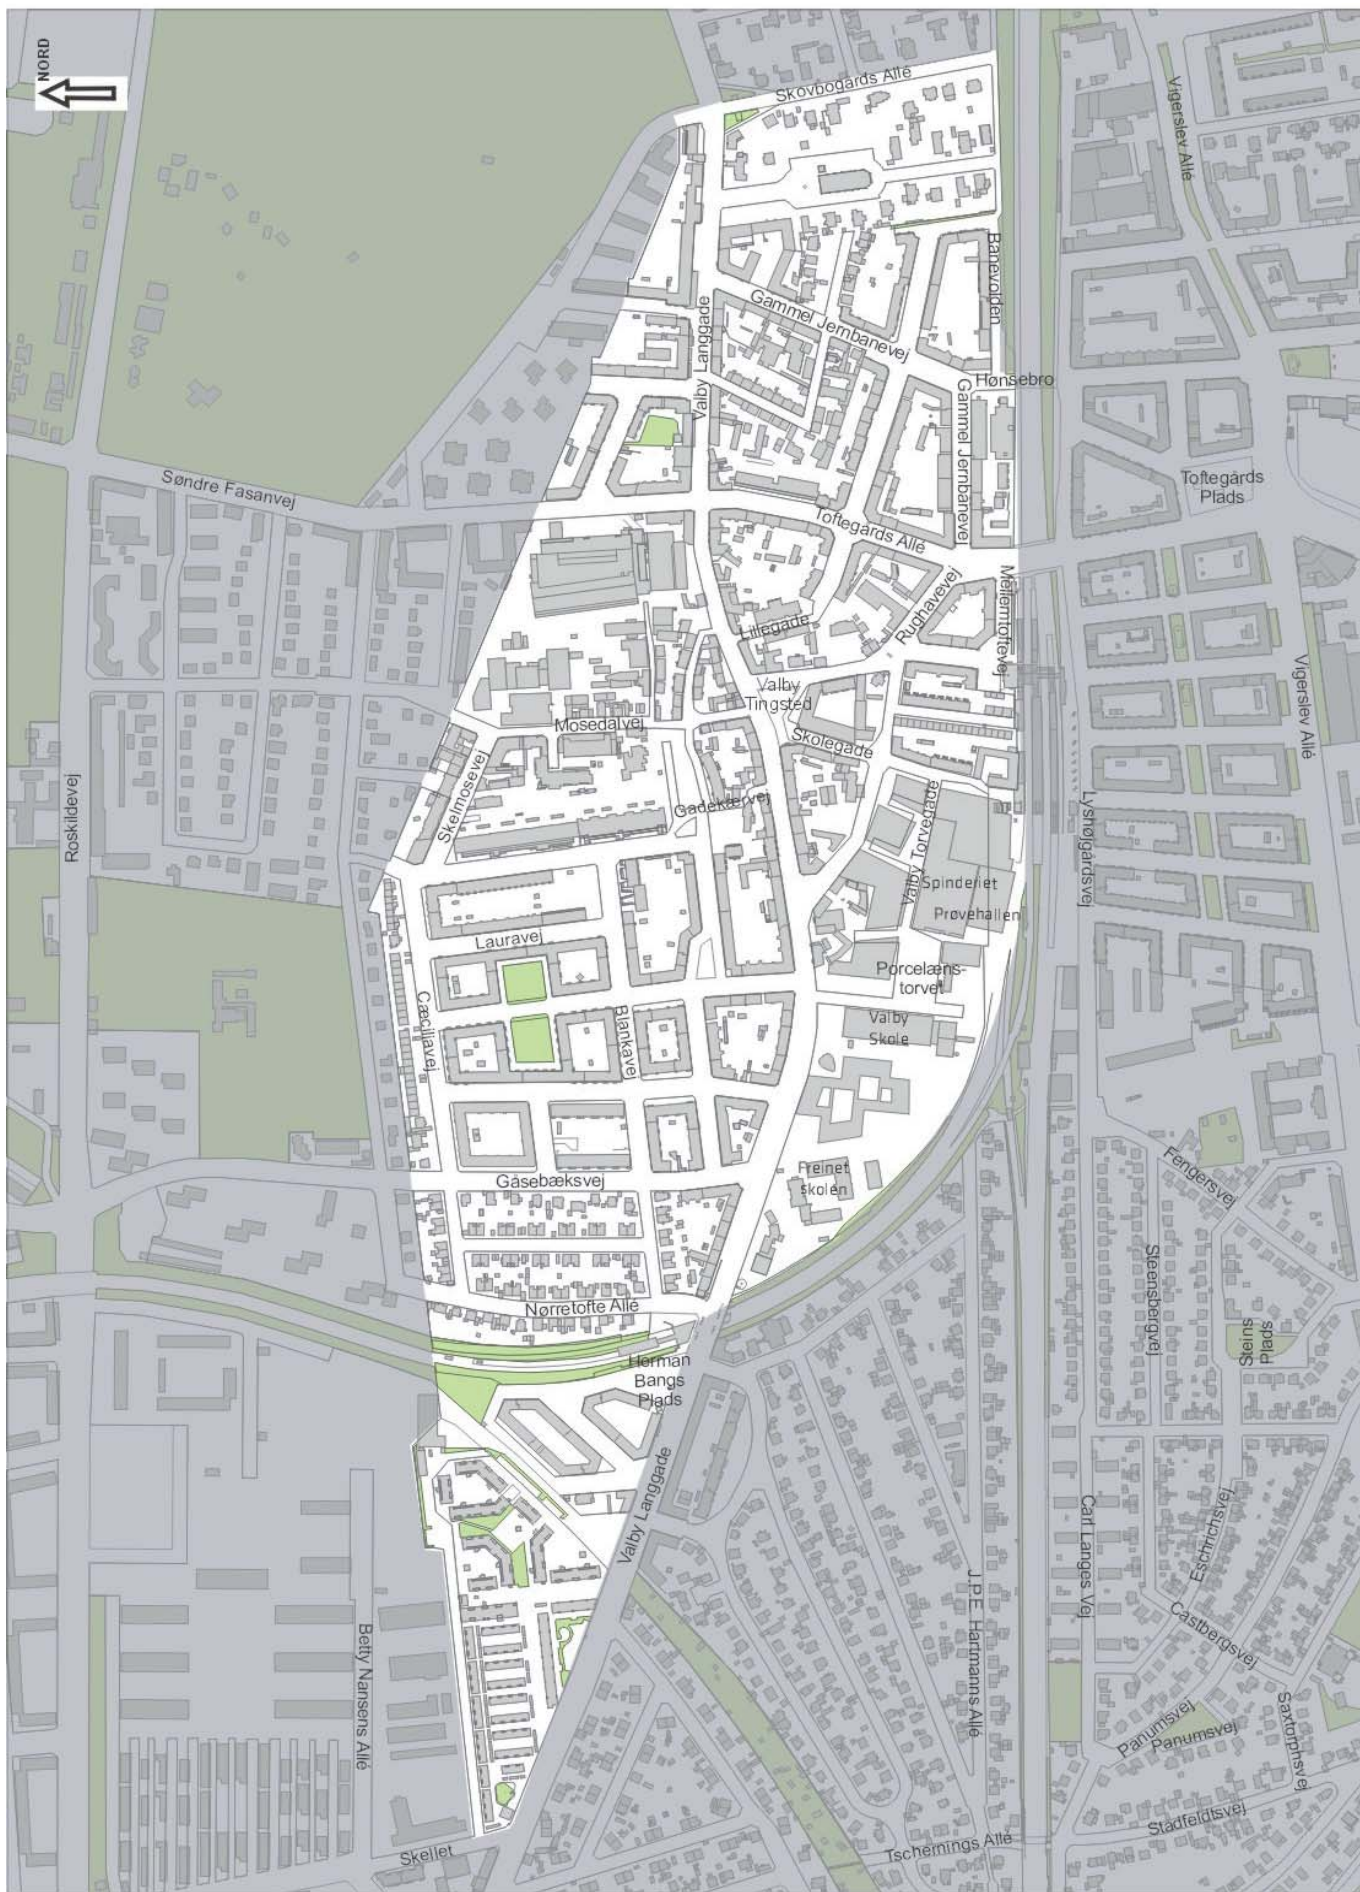 NORD
Skovbogårds Allé
Vigerslev Allé
Banevolden
Valby Langgade
Gammel Jernbanevej
Hønsebro
Gammel Jernbaneve
Søndre Fasanvej
Toftegårds
Plads
Toftegårds Allé
Mellemtoftevej
Rughavevej
Lillegade
Valby
Tingsted
Vigerslev Allé
Mosedalvej
Skolegade
Skelmosevej
Gadekærvej
Roskildevej
Valby Torvegade
Lyshøjgårdsvej
Spinderiet
Prøvehallen
Lauravej
Porcelæns-
torvet
Cæciliavej
Blankavej
Valby
Skole
Freinet
skolen
Gåsebæksvej
Fengersvej
Steensbergvej
Nørretofte Allé
Steins
Plads
Herman
Bangs
Plads
Valby Langgade
Carl Langes Vej
Eschrichsvej
J.P.E. Hartmanns Allé
Castbergsvej
Betty Nansens Allé
Panumsvej
Panumsvej
Saxtorphsvej
Stadfeldtsvej
Skellet
Tschernings Allé